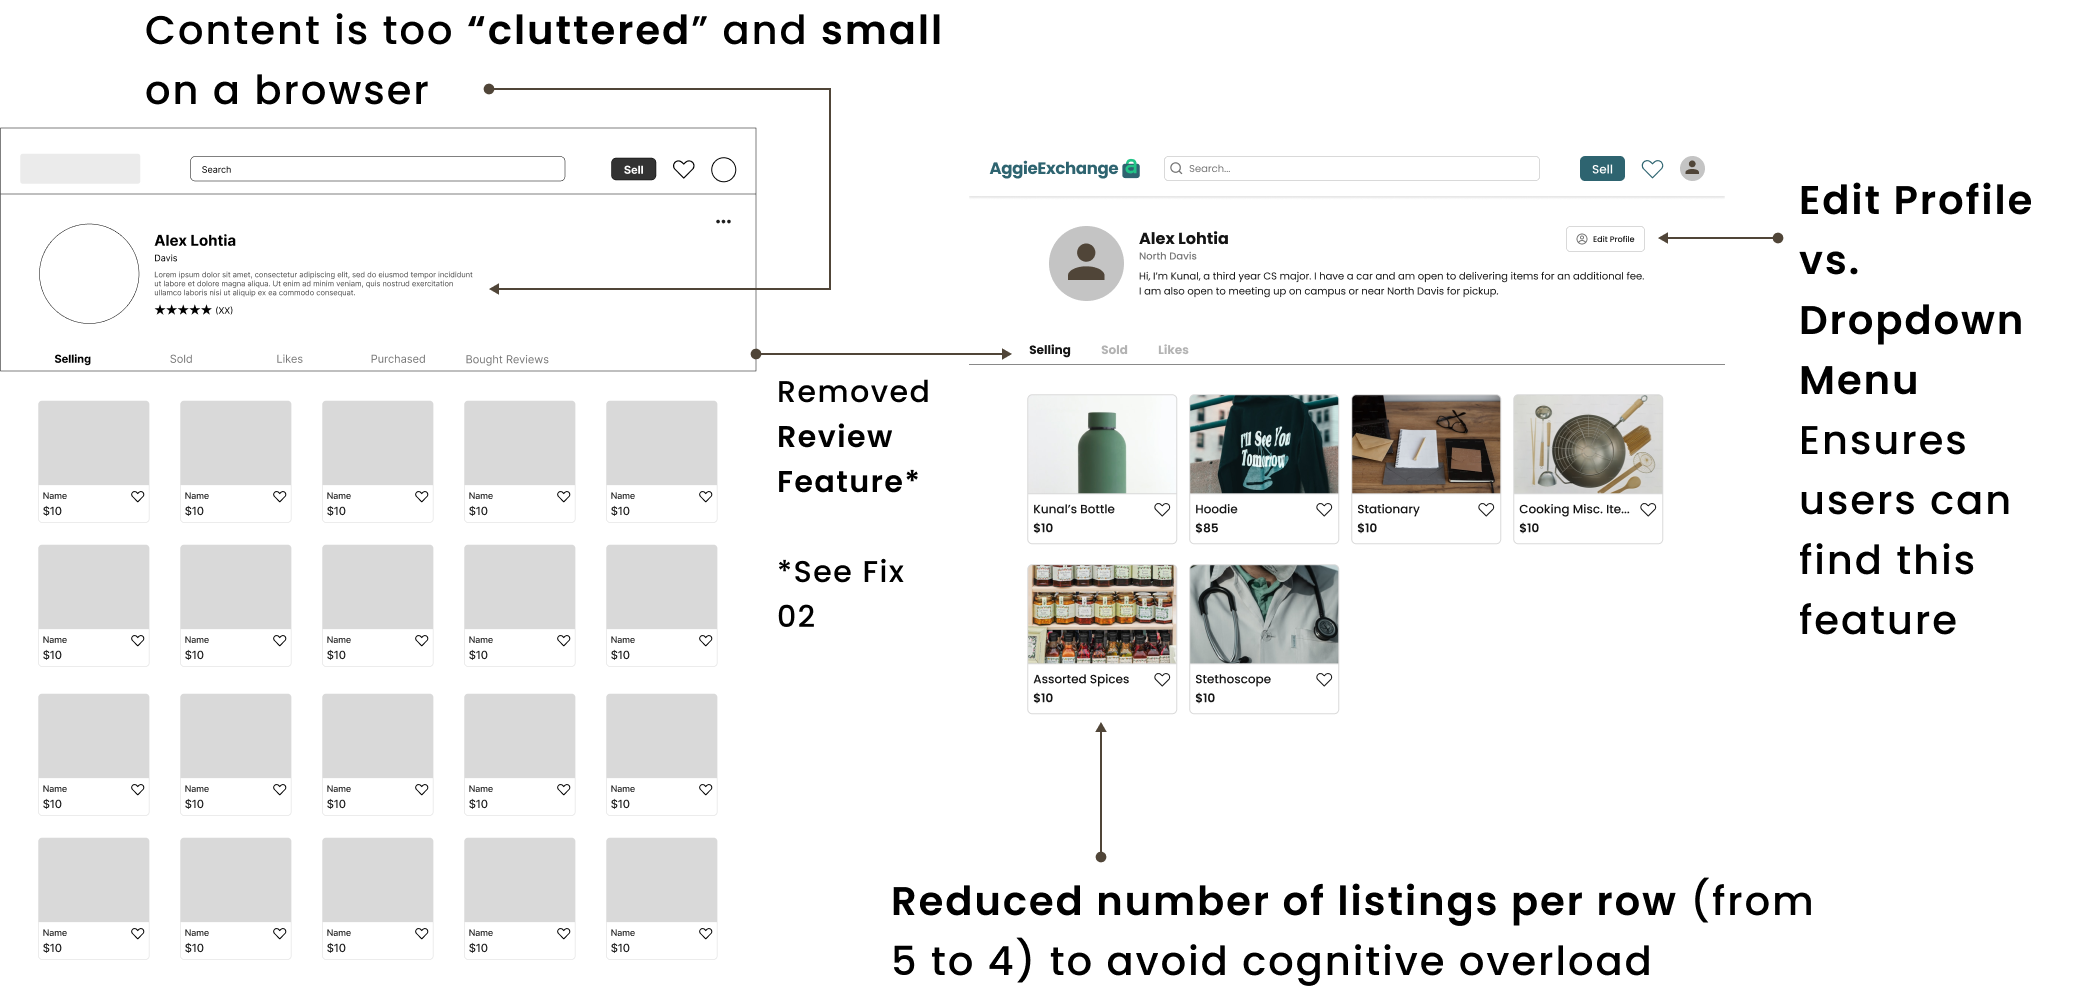 Content is too “cluttered” and small
on a browser
Search
Sell
Alex Lohtia
Davis
Lorem ipsum dolor sit amet, consectetur adipiscing elit, sed do eiusmod tempor incididunt
ut labore et dolore magna aliqua. Ut enim ad minim veniam, quis nostrud exercitation
ullamco laboris nisi ut aliquip ex ea commodo consequat.
★★★★★ (XX)
Selling Sold Likes Purchased Bought Reviews
Name Name Name Name Name
$10 $10 $10 $10 $10
Name Name Name Name Name
$10 $10 $10 $10 $10
Name Name Name Name Name
$10 $10 $10 $10 $10
Name Name Name Name Name
$10 $10 $10 $10 $10
Removed
Review
Feature*
*See Fix
02
AggieExchange a
Search...
Sell
Alex Lohtia
North Davis
Edit Profile
Hi, I'm Kunal, a third year CS major. I have a car and am open to delivering items for an additional fee.
I am also open to meeting up on campus or near North Davis for pickup.
Selling Sold Likes
I'll See You
Tomorrow
Kunal’s Bottle Hoodie Stationary Cooking Misc. Ite...
$10 $85 $10 $10
Assorted Spices Stethoscope
$10 $10
Edit Profile
vs.
Dropdown
Menu
Ensures
users can
find this
feature
Reduced number of listings per row (from
5 to 4) to avoid cognitive overload